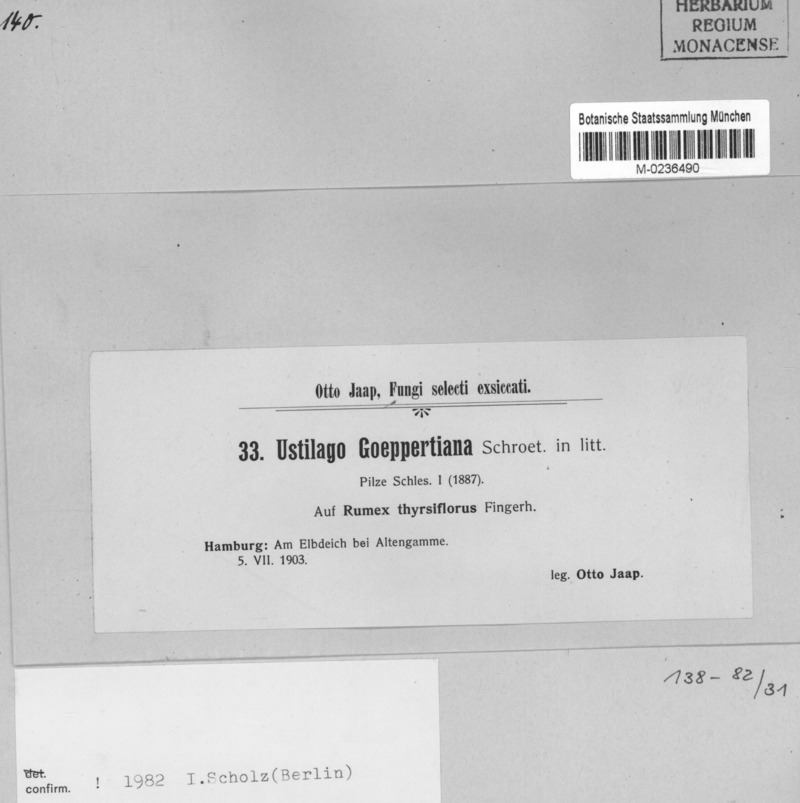 140.
HERBARIUM
REGIUM
MONACENSE
Botanische Staatssammlung München
M-0236490
Otto Jaap, Fungi selecti exsiccati.
33. Ustilago Goeppertiana Schroet. in litt.
Pilze Schles. I (1887).
Auf Rumex thyrsiflorus Fingerh.
Hamburg: Am Elbdeich bei Altengamme.
5. VII. 1903.
leg. Otto Jaap.
138-82/31
det.
confirm. ! 1982 I.Scholz(Berlin)